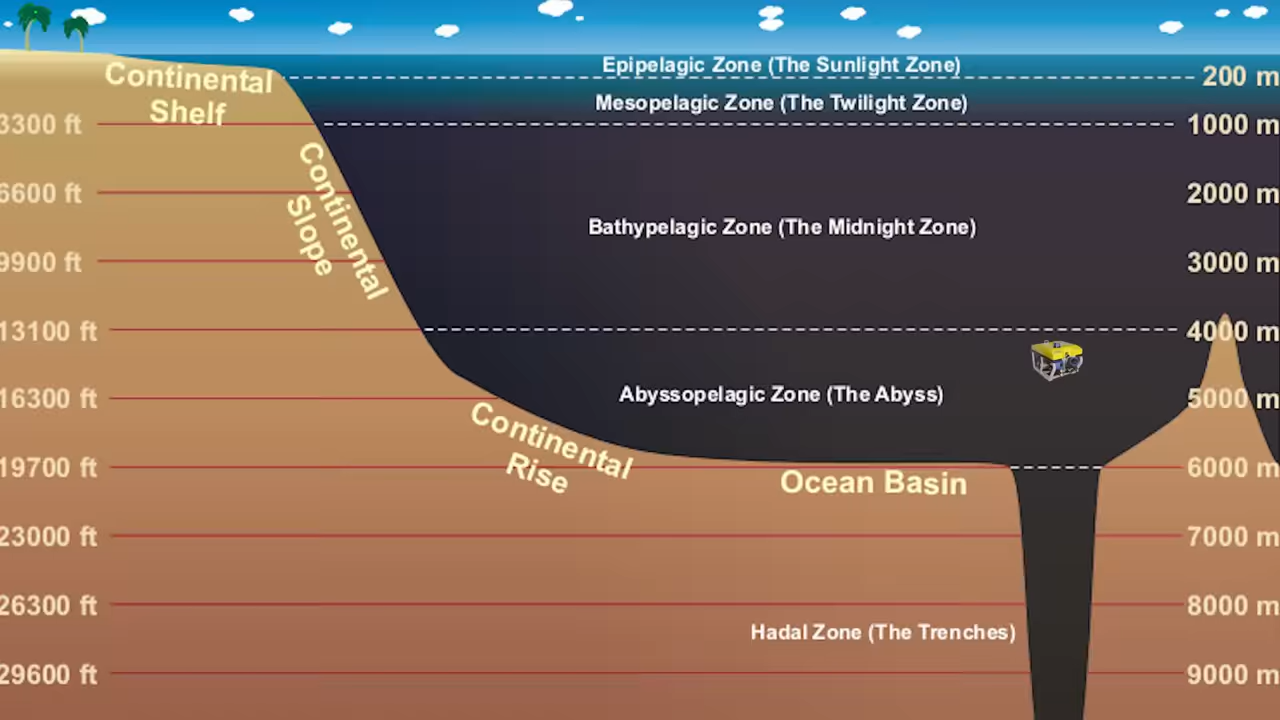 Epipelagic Zone (The Sunlight Zone)
200 m
Continental
Shelf
Mesopelagic Zone (The Twilight Zone)
3300 ft
1000 m
Continental
Slope
6600 ft
2000 m
Bathypelagic Zone (The Midnight Zone)
9900 ft
3000 m
13100 ft
4000 m
Abyssopelagic Zone (The Abyss)
16300 ft
5000 m
Continental
Rise
19700 ft
6000 m
Ocean Basin
23000 ft
7000 m
26300 ft
8000 m
Hadal Zone (The Trenches)
29600 ft
9000 m